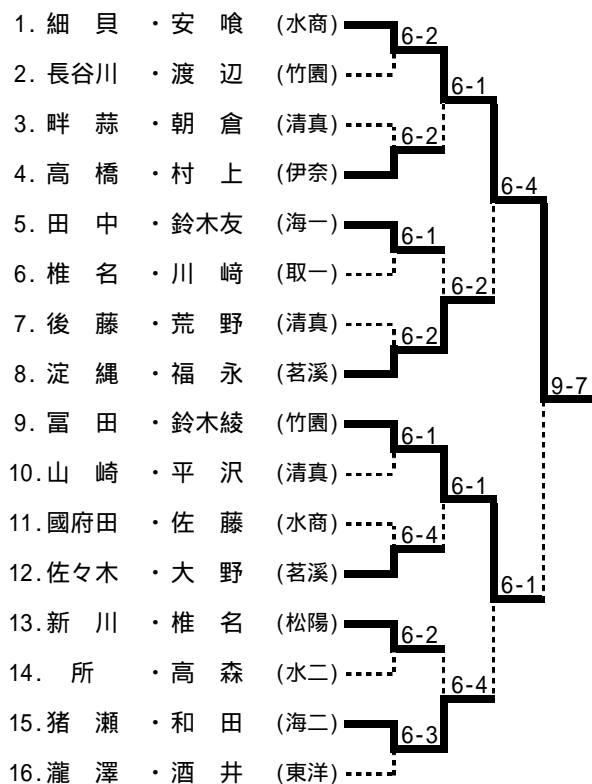 1. 細貝・安喰 (水商)
6-2
2. 長谷川・渡辺 (竹園)
6-1
3. 畔蒜・朝倉 (清真)
6-2
4. 高橋・村上 (伊奈)
6-4
5. 田中・鈴木友 (海一)
6-1
6. 椎名・川﨑 (取一)
6-2
7. 後藤・荒野 (清真)
6-2
8. 淀縄・福永 (茗溪)
9-7
9. 冨田・鈴木綾 (竹園)
6-1
10. 山崎・平沢 (清真)
6-1
11. 國府田・佐藤 (水商)
6-4
12. 佐々木・大野 (茗溪)
6-1
13. 新川・椎名 (松陽)
6-2
14. 所・高森 (水二)
6-4
15. 猪瀬・和田 (海二)
6-3
16. 瀧澤・酒井 (東洋)